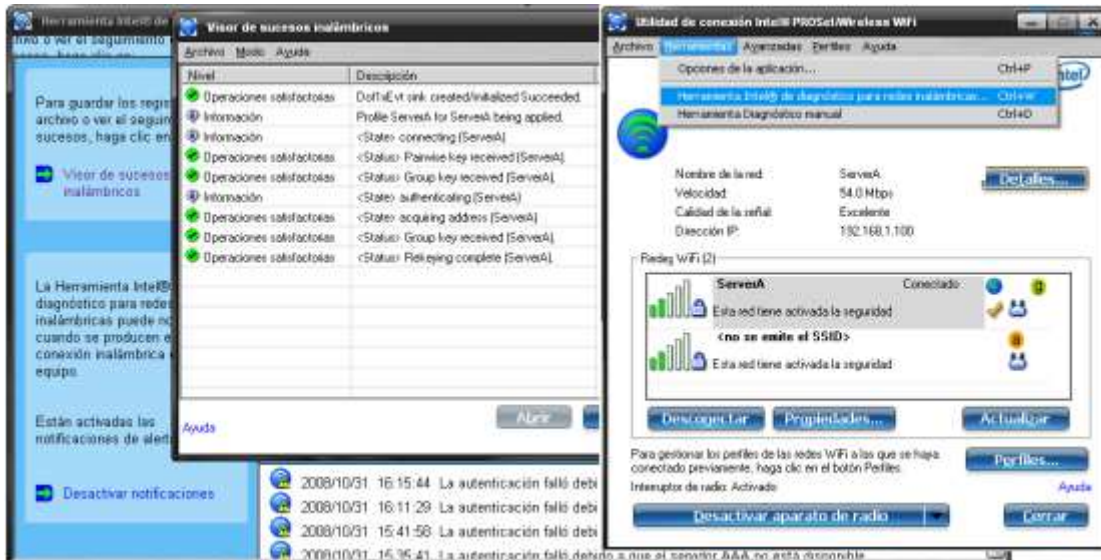 Herramienta Intel® de
hivo o ver el seguimiento
Para guardar los regis
archivo o ver el seguim
sucesos, haga clic en
Visor de sucesos
inalámbricos
La Herramienta Intel®
diagnóstico para redes
inalámbricas puede no
cuando se producen e
conexión inalámbrica
equipo.
Están activadas las
notificaciones de alert
Desactivar notificaciones
Visor de sucesos inalámbricos
Archivo Modo Ayuda
Nivel Descripción
Operaciones satisfactorias Dot1xEvt sink created/initialized Succeeded.
Información Profile ServerA for ServerA being applied.
Información <State> connecting (ServerA)
Operaciones satisfactorias <Status> Pairwise key received (ServerA)
Operaciones satisfactorias <Status> Group key received (ServerA)
Información <State> authenticating (ServerA)
Operaciones satisfactorias <State> acquiring address (ServerA)
Operaciones satisfactorias <Status> Group key received (ServerA)
Operaciones satisfactorias <Status> Rekeying complete (ServerA)
Ayuda Abrir
2008/10/31 16:15:44 La autenticación falló debi
2008/10/31 16:11:29 La autenticación falló debi
2008/10/31 15:41:58 La autenticación falló debi
2008/10/31 15:35:41 La autenticación falló debido a que el servidor AAA no está disponible
Utilidad de conexión Intel® PROSet/Wireless WiFi
Archivo Herramientas Avanzadas Perfiles Ayuda
Opciones de la aplicación... Ctrl+P
Herramienta Intel® de diagnóstico para redes inalámbricas... Ctrl+W
Herramienta Diagnóstico manual Ctrl+D
intel
Nombre de la red: ServerA Detalles...
Velocidad: 54.0 Mbps
Calidad de la señal: Excelente
Dirección IP: 192.168.1.100
Redes WiFi (2)
ServerA Conectado
g
Esta red tiene activada la seguridad
<no se emite el SSID>
a
Esta red tiene activada la seguridad
Desconectar Propiedades... Actualizar
Para gestionar los perfiles de las redes WiFi a las que se haya
conectado previamente, haga clic en el botón Perfiles.
Perfiles...
Interruptor de radio: Activado Ayuda
Desactivar aparato de radio Cerrar